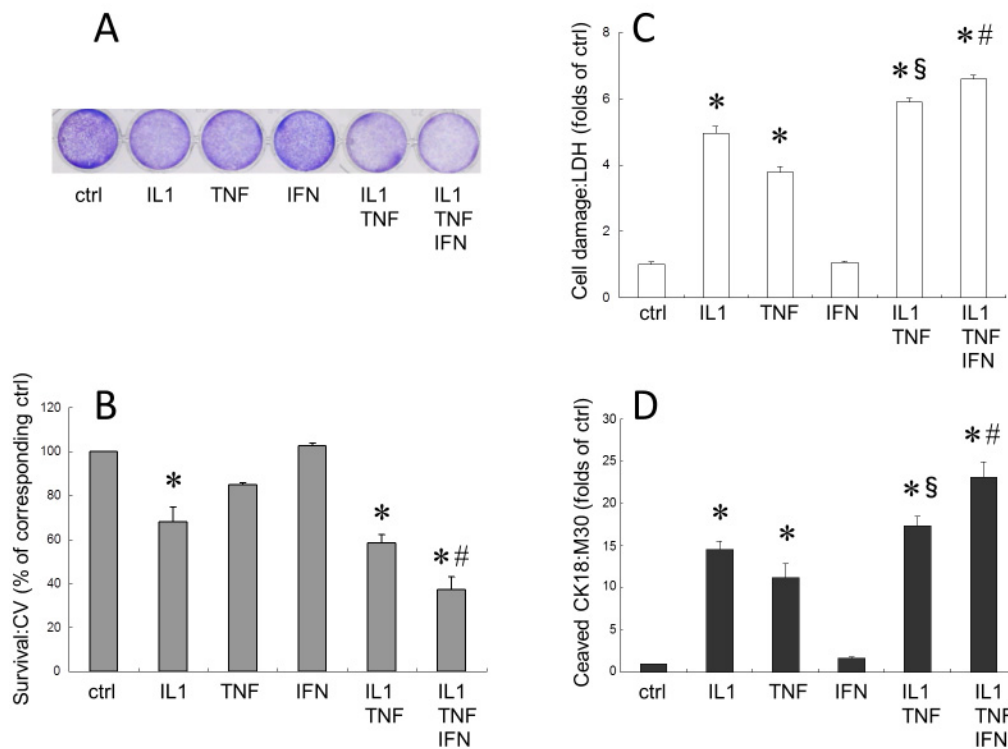 A
ctrl IL1 TNF IFN IL1 IL1
TNF TNF
IFN
B
Survival:CV (% of corresponding ctrl)
120
100
80
60
40
20
0
*
*
* #
ctrl IL1 TNF IFN IL1 IL1
TNF TNF
IFN
C
Cell damage:LDH (folds of ctrl)
8
6
4
2
0
*
*
* §
* #
ctrl IL1 TNF IFN IL1 IL1
TNF TNF
IFN
D
Ceaved CK18:M30 (folds of ctrl)
30
25
20
15
10
5
0
*
*
* §
* #
ctrl IL1 TNF IFN IL1 IL1
TNF TNF
IFN